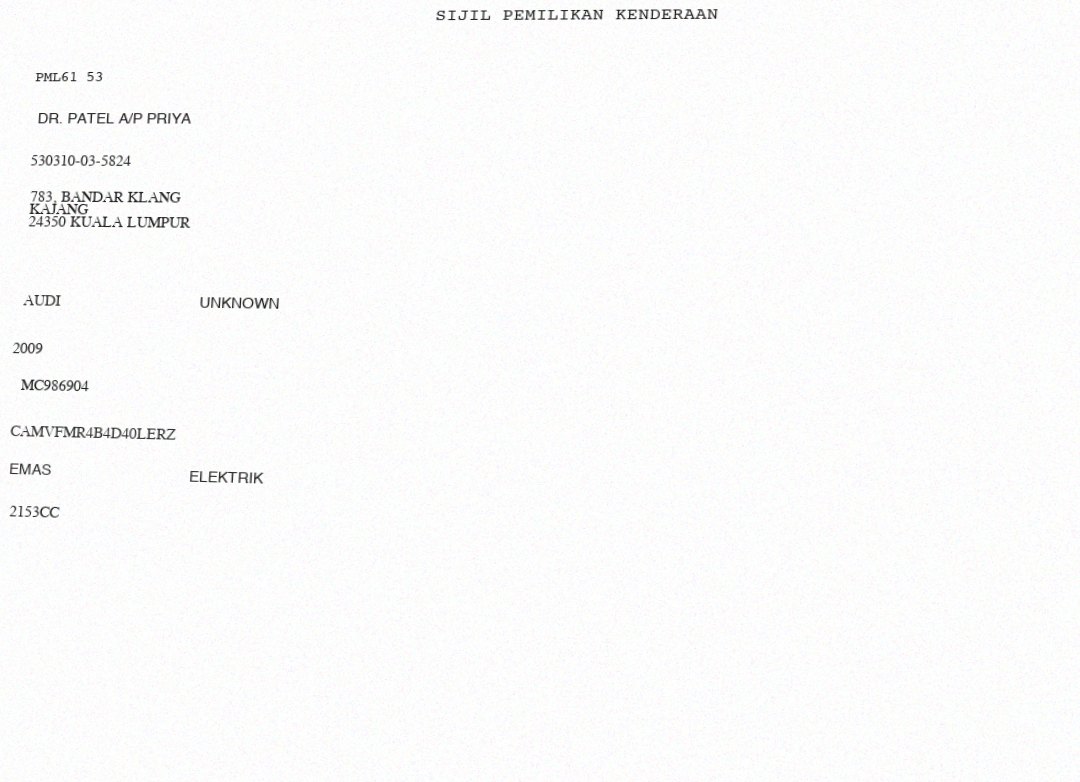 SIJIL PEMILIKAN KENDERAAN
PML61 53
DR. PATEL A/P PRIYA
530310-03-5824
783, BANDAR KLANG
KAJANG
24350 KUALA LUMPUR
AUDI UNKNOWN
2009
MC986904
CAMVFMR4B4D40LERZ
EMAS ELEKTRIK
2153CC